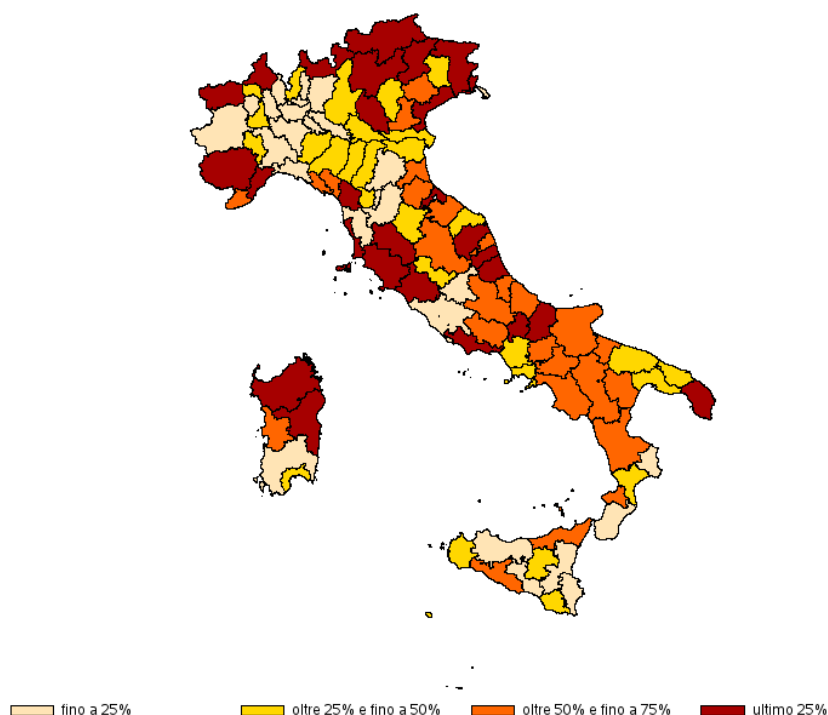 fino a 25%
oltre 25% e fino a 50%
oltre 50% e fino a 75%
ultimo 25%